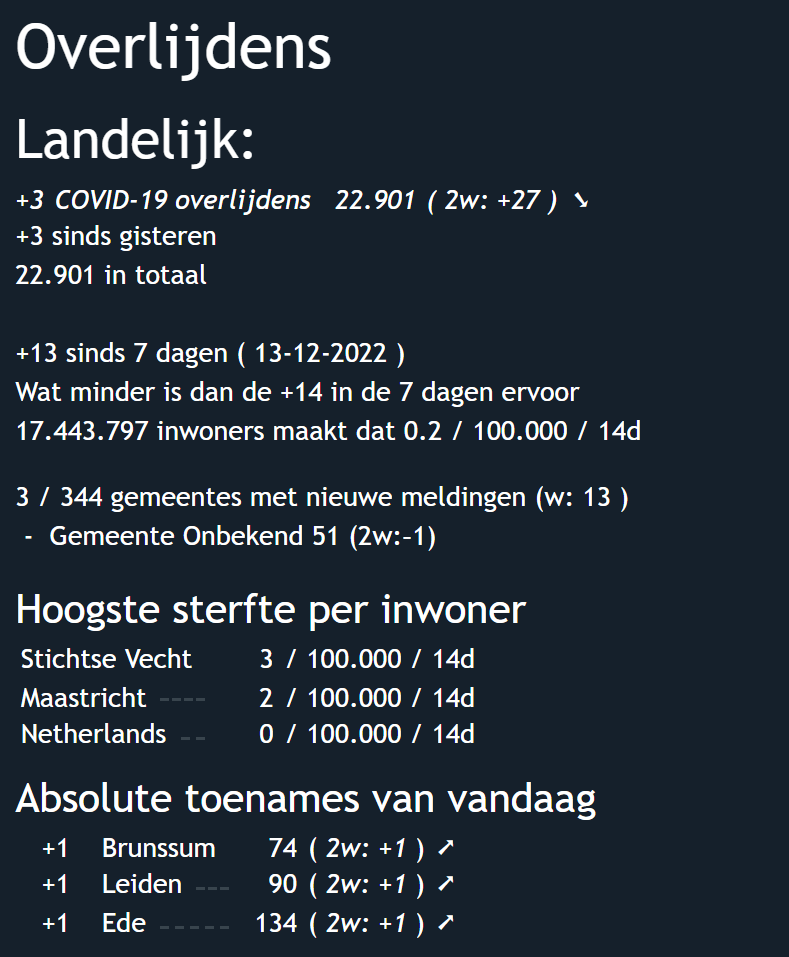 Overlijdens
Landelijk:
+3 COVID-19 overlijdens 22.901 ( 2w: +27 ) ➘
+3 sinds gisteren
22.901 in totaal
+13 sinds 7 dagen ( 13-12-2022 )
Wat minder is dan de +14 in de 7 dagen ervoor
17.443.797 inwoners maakt dat 0.2 / 100.000 / 14d
3 / 344 gemeentes met nieuwe meldingen (w: 13 )
- Gemeente Onbekend 51 (2w:-1)
Hoogste sterfte per inwoner
Stichtse Vecht 3 / 100.000 / 14d
Maastricht ---- 2 / 100.000 / 14d
Netherlands -- 0 / 100.000 / 14d
Absolute toenames van vandaag
+1 Brunssum 74 ( 2w: +1 ) ➚
+1 Leiden --- 90 ( 2w: +1 ) ➚
+1 Ede ----- 134 ( 2w: +1 ) ➚